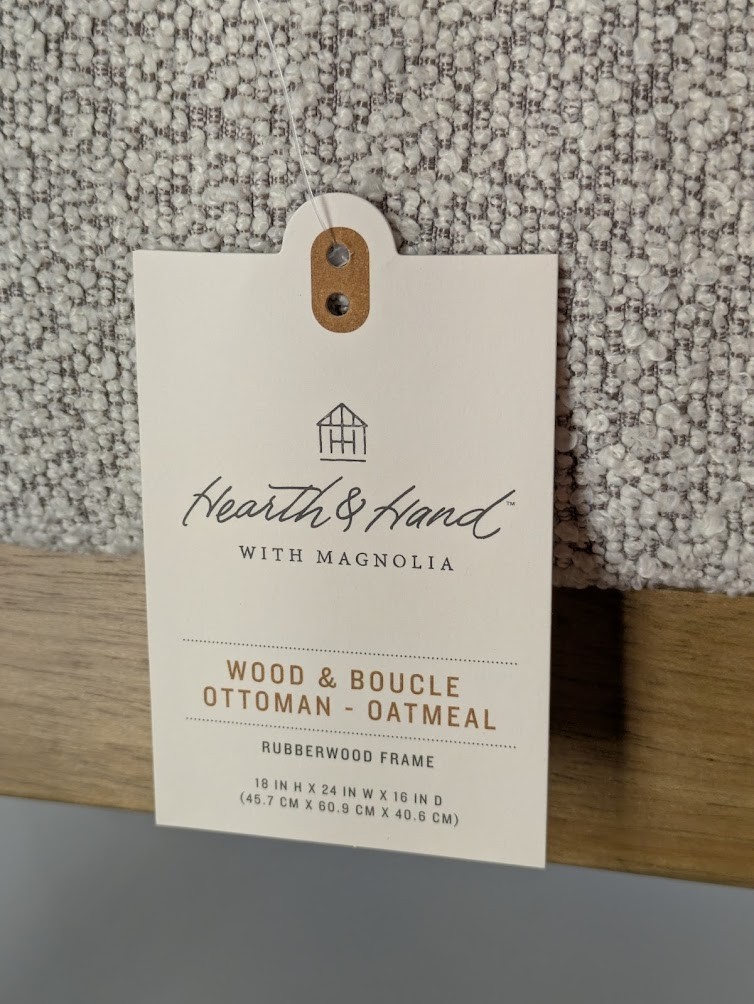 Hearth & Hand™
WITH MAGNOLIA
WOOD & BOUCLE
OTTOMAN - OATMEAL
RUBBERWOOD FRAME
18 IN H X 24 IN W X 16 IN D
(45.7 CM X 60.9 CM X 40.6 CM)